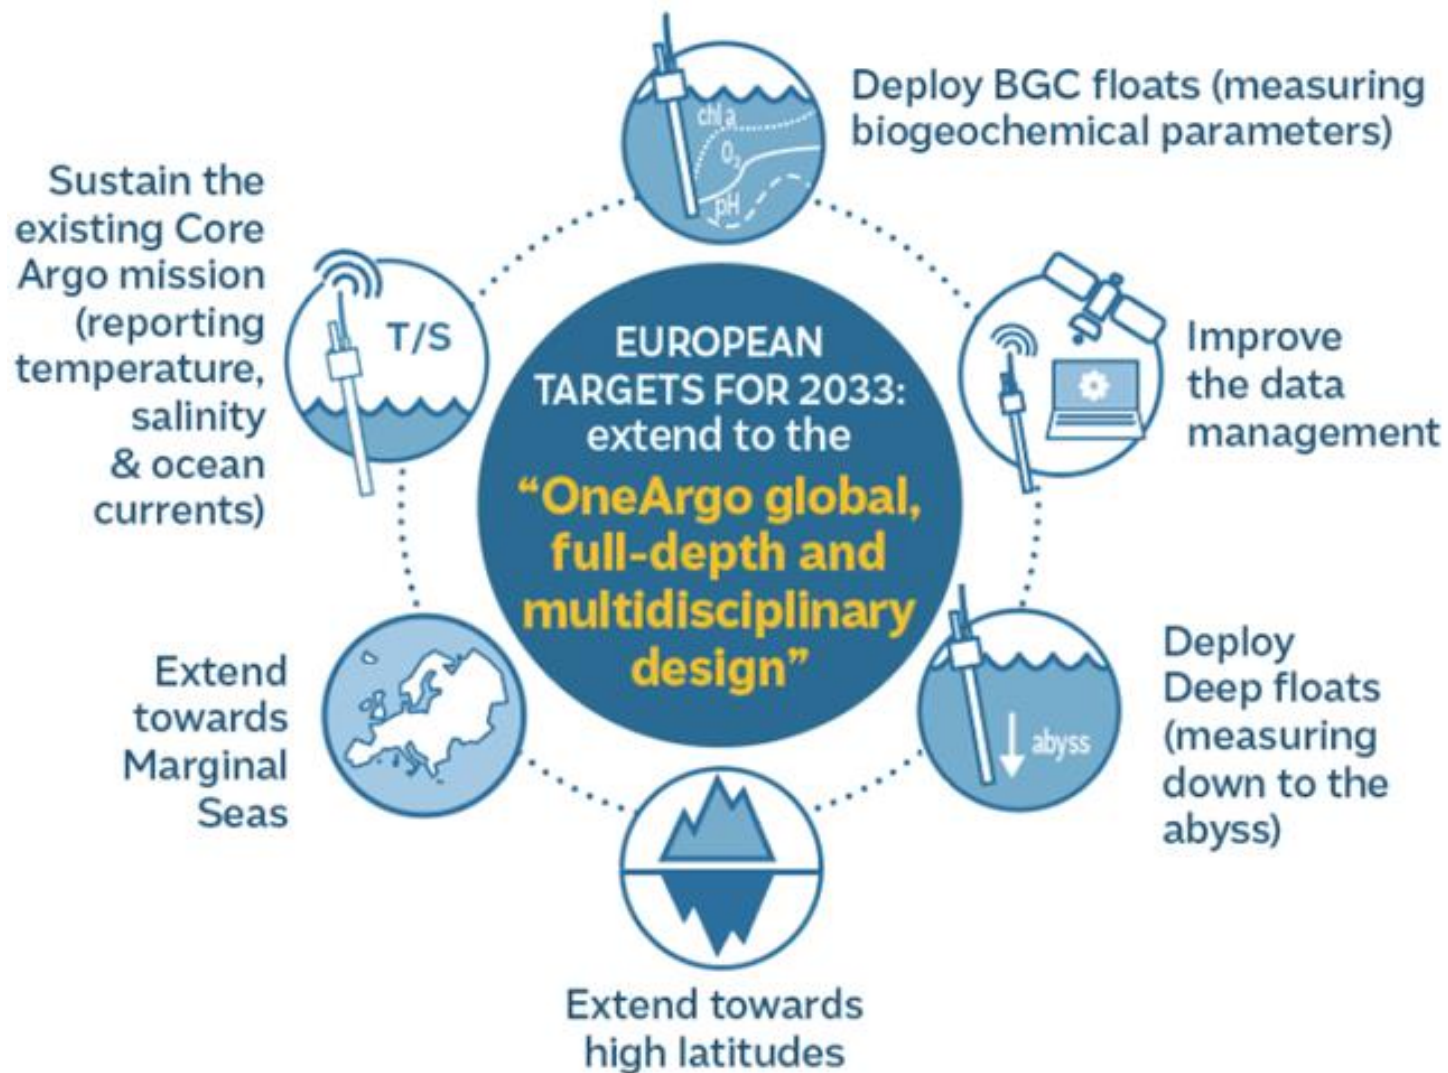 Deploy BGC floats (measuring
biogeochemical parameters)
chl a
O₂
pH
Sustain the
existing Core
Argo mission
(reporting
temperature,
salinity
& ocean
currents)
T/S
EUROPEAN
TARGETS FOR 2033:
extend to the
“OneArgo global,
full-depth and
multidisciplinary
design”
Improve
the data
management
Extend
towards
Marginal
Seas
Deploy
Deep floats
(measuring
down to the
abyss)
abyss
Extend towards
high latitudes